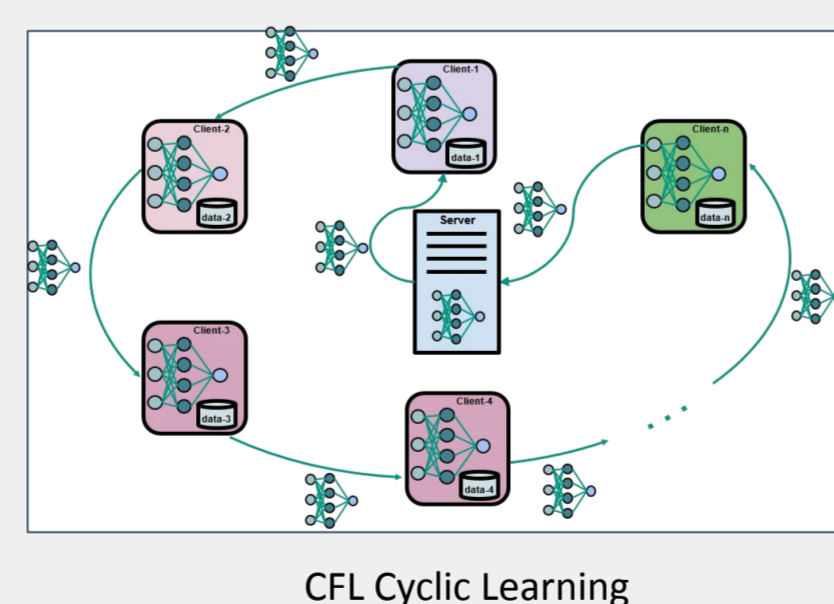 Client-1
data-1
Client-2
data-2
Client-n
data-n
Server
Client-3
data-3
Client-4
data-4
CFL Cyclic Learning